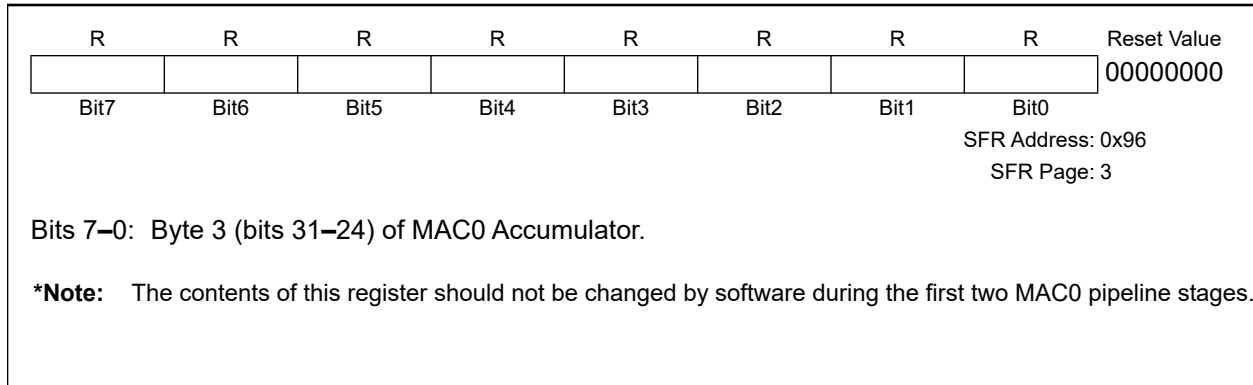 R R R R R R R R Reset Value
00000000
Bit7 Bit6 Bit5 Bit4 Bit3 Bit2 Bit1 Bit0
SFR Address: 0x96
SFR Page: 3
Bits 7–0: Byte 3 (bits 31–24) of MAC0 Accumulator.
*Note: The contents of this register should not be changed by software during the first two MAC0 pipeline stages.